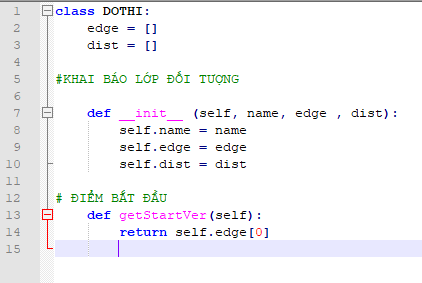 1 class DOTHI:
2     edge = []
3     dist = []
4
5 #KHAI BÁO LỚP ĐỐI TƯỢNG
6
7     def __init__ (self, name, edge , dist):
8         self.name = name
9         self.edge = edge
10         self.dist = dist
11
12 # ĐIỂM BẮT ĐẦU
13     def getStartVer(self):
14         return self.edge[0]
15